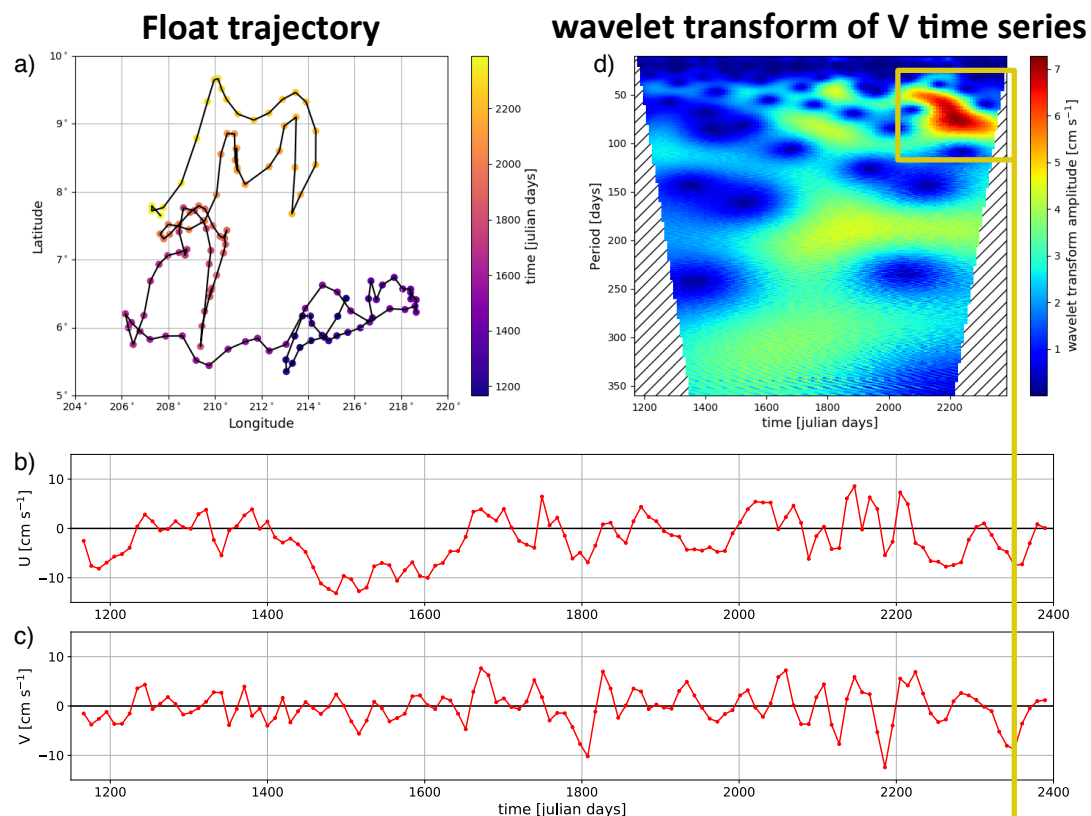 Float trajectory
wavelet transform of V time series
a)
10°
9°
8°
7°
6°
5°
Latitude
204° 206° 208° 210° 212° 214° 216° 218° 220°
Longitude
2200
2000
1800
1600
1400
1200
time [julian days]
d)
50
100
150
200
250
300
350
Period [days]
1200 1400 1600 1800 2000 2200
time [julian days]
7
6
5
4
3
2
1
wavelet transform amplitude [cm s⁻¹]
b)
10
0
−10
U [cm s⁻¹]
1200 1400 1600 1800 2000 2200 2400
c)
10
0
−10
V [cm s⁻¹]
1200 1400 1600 1800 2000 2200 2400
time [julian days]